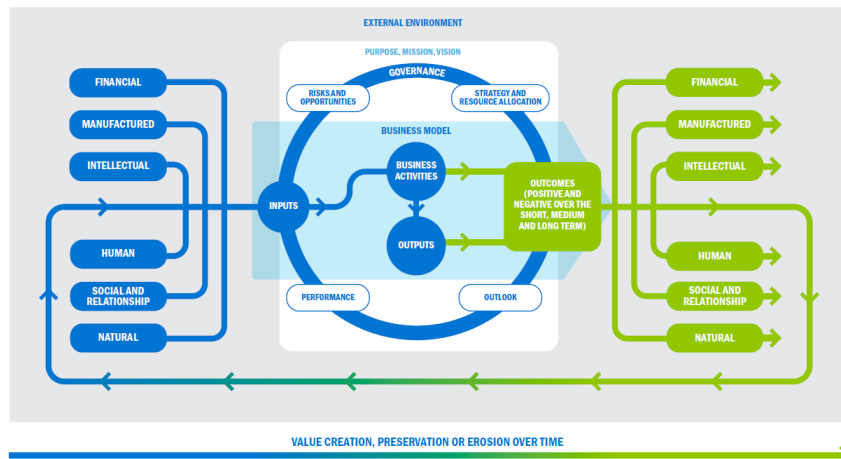 EXTERNAL ENVIRONMENT
PURPOSE, MISSION, VISION
GOVERNANCE
RISKS AND
OPPORTUNITIES
STRATEGY AND
RESOURCE ALLOCATION
FINANCIAL
MANUFACTURED
INTELLECTUAL
HUMAN
SOCIAL AND
RELATIONSHIP
NATURAL
BUSINESS MODEL
INPUTS
BUSINESS
ACTIVITIES
OUTPUTS
OUTCOMES
(POSITIVE AND
NEGATIVE OVER THE
SHORT, MEDIUM
AND LONG TERM)
PERFORMANCE
OUTLOOK
FINANCIAL
MANUFACTURED
INTELLECTUAL
HUMAN
SOCIAL AND
RELATIONSHIP
NATURAL
VALUE CREATION, PRESERVATION OR EROSION OVER TIME